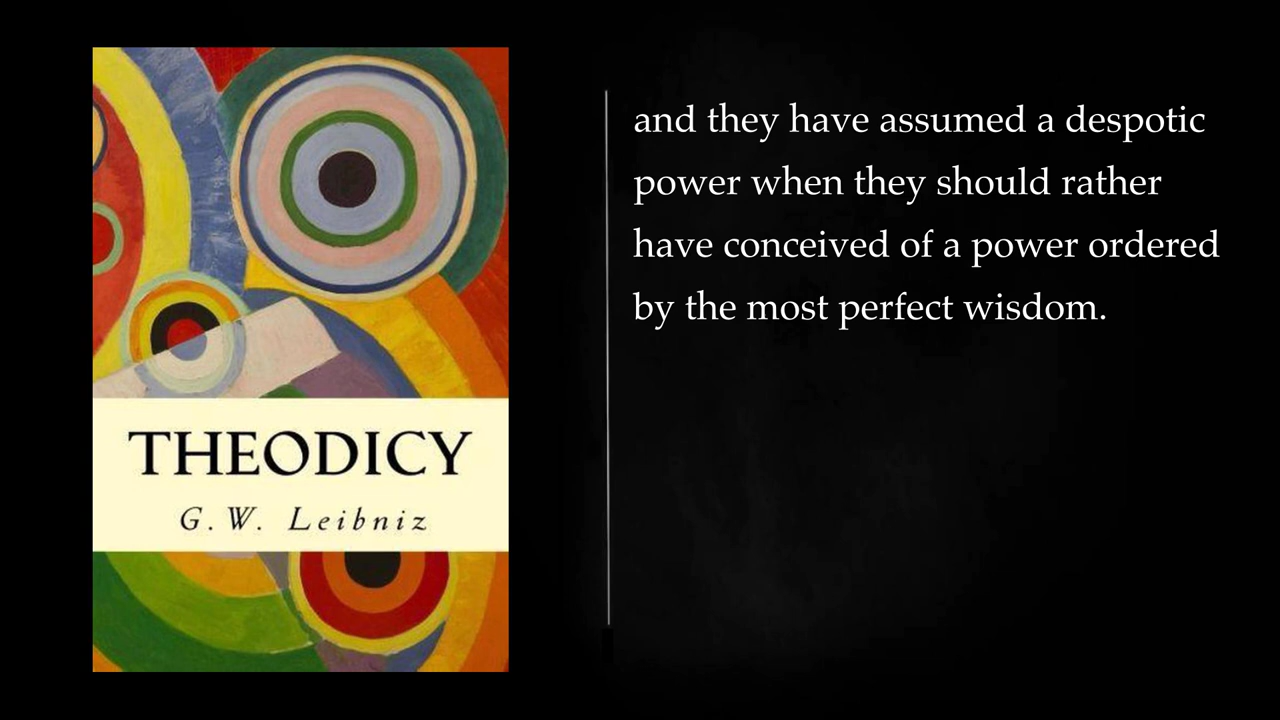 THEODICY
G. W. Leibniz
and they have assumed a despotic
power when they should rather
have conceived of a power ordered
by the most perfect wisdom.